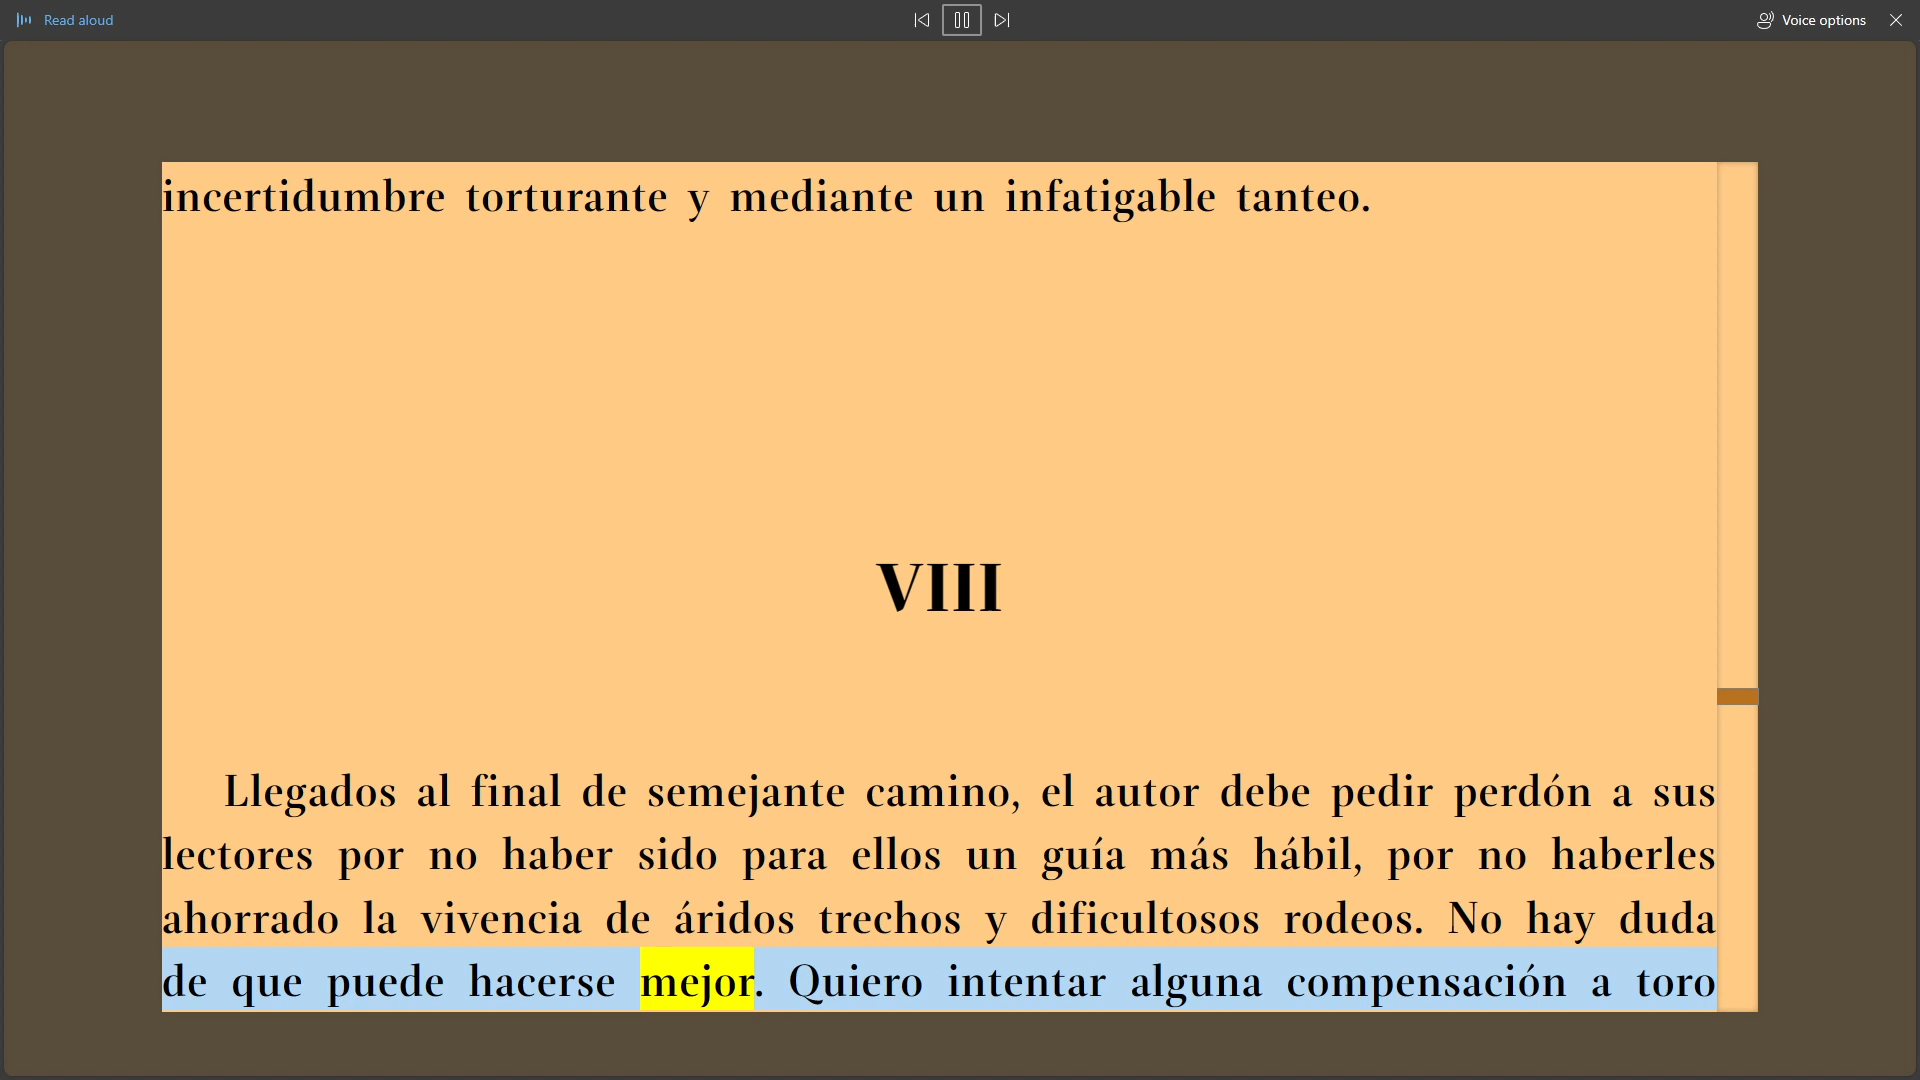 Read aloud
Voice options
incertidumbre torturante y mediante un infatigable tanteo.
VIII
Llegados al final de semejante camino, el autor debe pedir perdón a sus
lectores por no haber sido para ellos un guía más hábil, por no haberles
ahorrado la vivencia de áridos trechos y dificultosos rodeos. No hay duda
de que puede hacerse mejor. Quiero intentar alguna compensación a toro